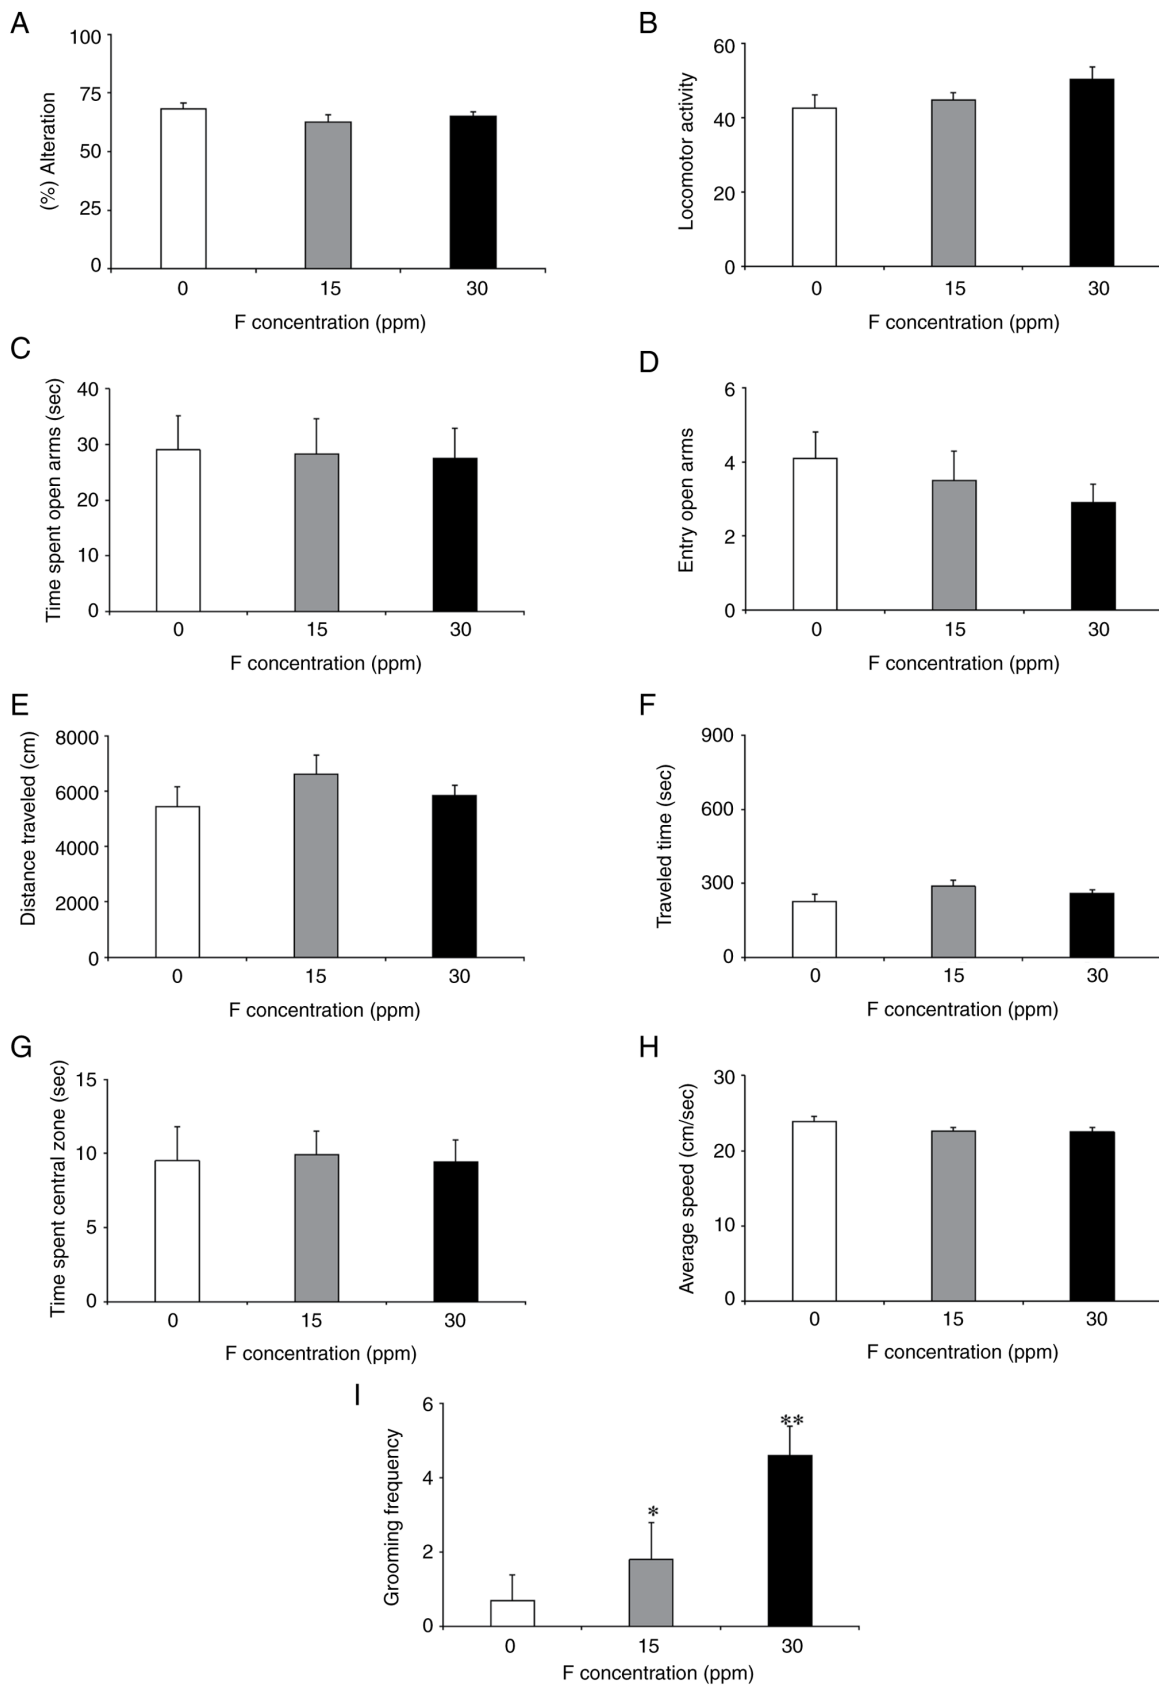 A
100
75
50
25
0
(%) Alteration
0 15 30
F concentration (ppm)
B
60
40
20
0
Locomotor activity
0 15 30
F concentration (ppm)
C
40
30
20
10
0
Time spent open arms (sec)
0 15 30
F concentration (ppm)
D
6
4
2
0
Entry open arms
0 15 30
F concentration (ppm)
E
8000
6000
4000
2000
0
Distance traveled (cm)
0 15 30
F concentration (ppm)
F
900
600
300
0
Traveled time (sec)
0 15 30
F concentration (ppm)
G
15
10
5
0
Time spent central zone (sec)
0 15 30
F concentration (ppm)
H
30
20
10
0
Average speed (cm/sec)
0 15 30
F concentration (ppm)
I
6
4
2
0
Grooming frequency
*
**
0 15 30
F concentration (ppm)